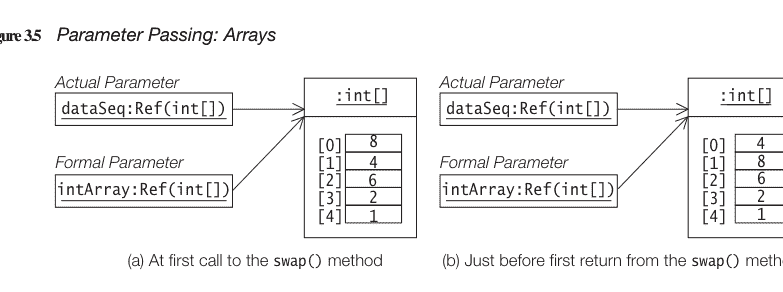 gure 3.5 Parameter Passing: Arrays
Actual Parameter
dataSeq:Ref(int[])
Formal Parameter
intArray:Ref(int[])
:int[]
[0] 8
[1] 4
[2] 6
[3] 2
[4] 1
(a) At first call to the swap() method
Actual Parameter
dataSeq:Ref(int[])
Formal Parameter
intArray:Ref(int[])
:int[]
[0] 4
[1] 8
[2] 6
[3] 2
[4] 1
(b) Just before first return from the swap() meth